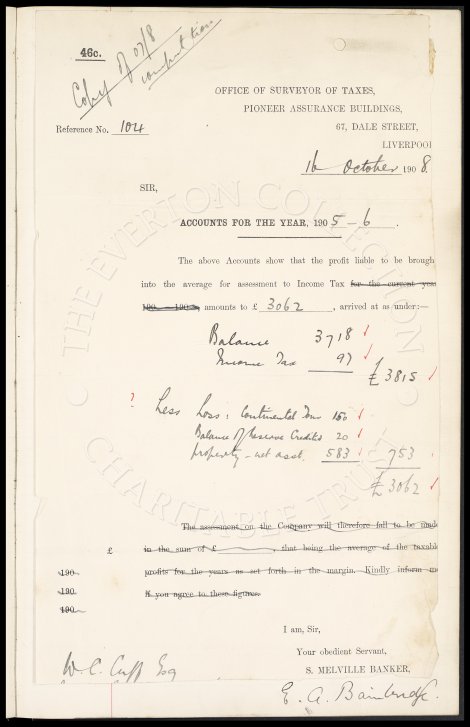 46c.
Copy of 07/8
computation
OFFICE OF SURVEYOR OF TAXES,
PIONEER ASSURANCE BUILDINGS,
Reference No. 104
67, DALE STREET,
LIVERPOOL
16 October 1908.
SIR,
ACCOUNTS FOR THE YEAR, 1905-6.
The above Accounts show that the profit liable to be brough
into the average for assessment to Income Tax for the current year
190 -190 , amounts to £ 3062, arrived at as under:—
Balance 3718
Income Tax 97
£ 3815
? Less Loss: Continental Tour 150
Balance of Reserve Credits 20
property - net asst. 583 753
£ 3062
The assessment on the Company will therefore fall to be made
£ in the sum of £ , that being the average of the taxable
190 profits for the years as set forth in the margin. Kindly inform me
190 if you agree to these figures.
190
I am, Sir,
Your obedient Servant,
S. MELVILLE BANKER,
W. C. Cuff Esq
E. A. Bainbridge.
THE EVERTON COLLECTION
CHARITABLE TRUST